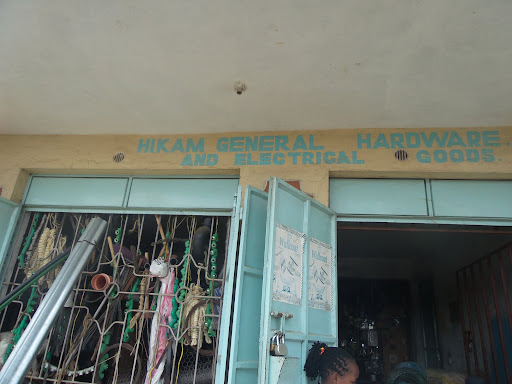 HIKAM GENERAL HARDWARE,
AND ELECTRICAL GOODS.